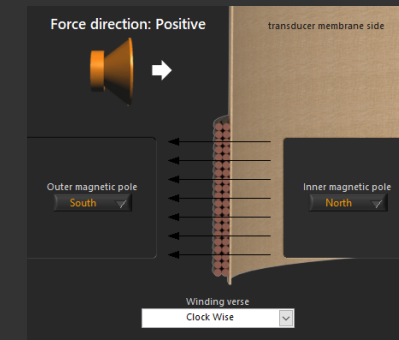 Force direction: Positive
transducer membrane side
Outer magnetic pole
South
Inner magnetic pole
North
Winding verse
Clock Wise